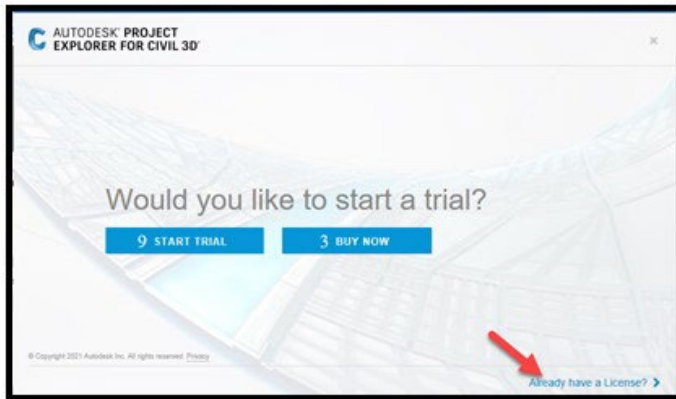 AUTODESK® PROJECT
EXPLORER FOR CIVIL 3D®
Would you like to start a trial?
9 START TRIAL
3 BUY NOW
© Copyright 2021 Autodesk Inc. All rights reserved. Privacy
Already have a License?